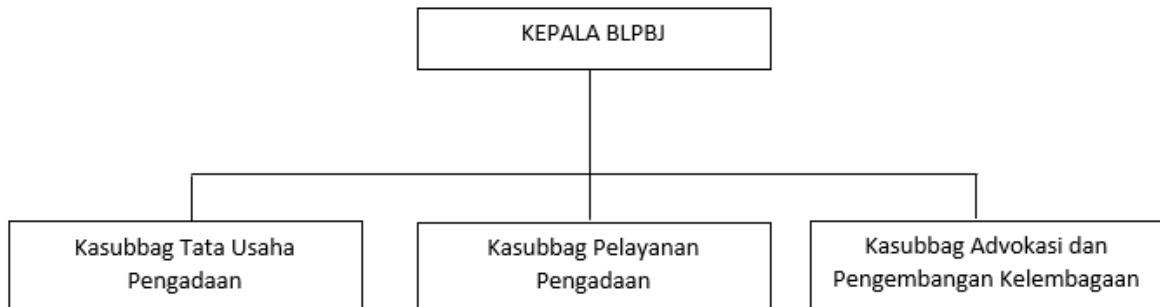 KEPALA BLPBJ
Kasubbag Tata Usaha
Pengadaan
Kasubbag Pelayanan
Pengadaan
Kasubbag Advokasi dan
Pengembangan Kelembagaan